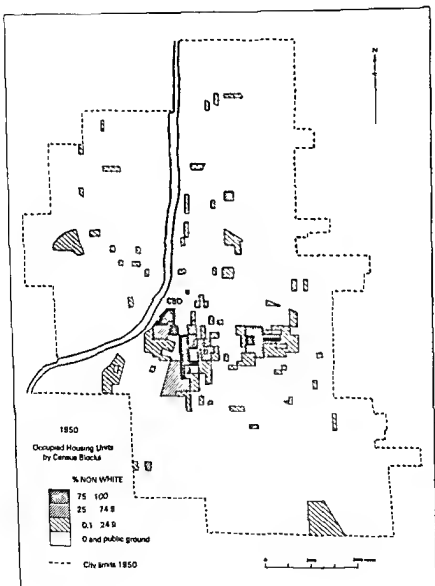 N
CBD
1950
Occupied Housing Units
by Census Blocks
% NON WHITE
75 100
25 74.9
0.1 24.9
0 and public ground
City limits 1950
0